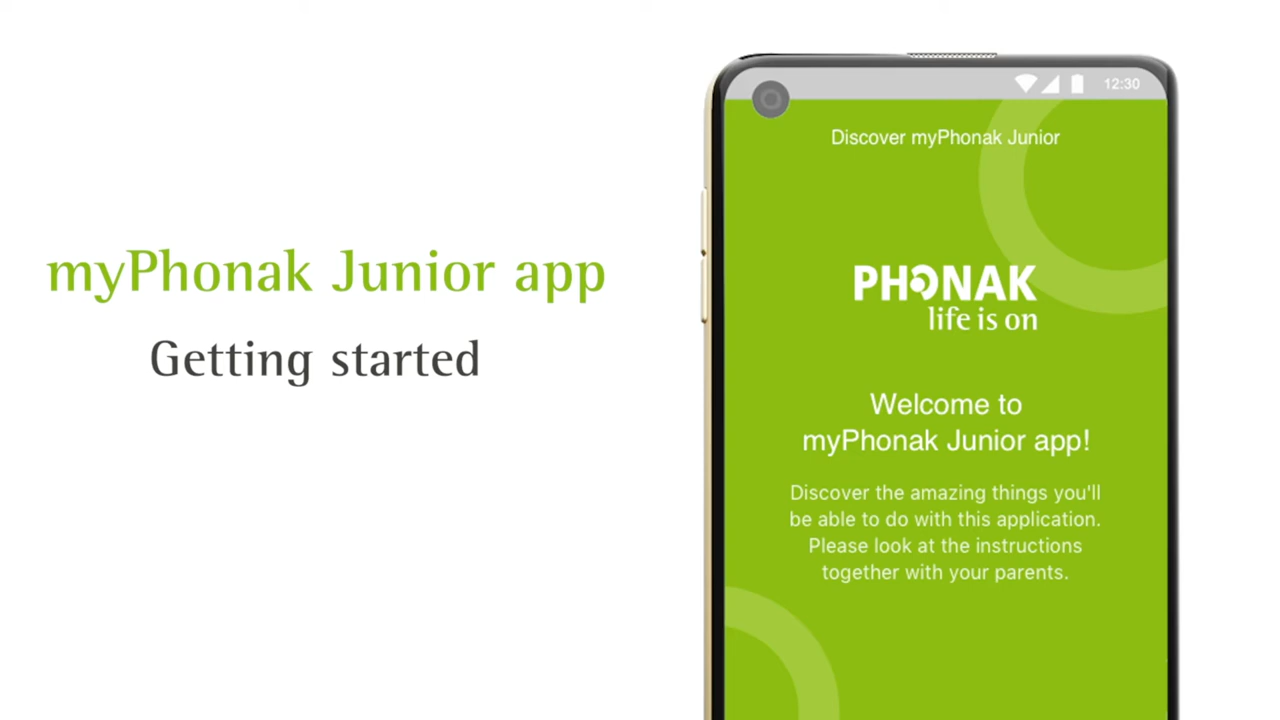 myPhonak Junior app
Getting started
12:30
Discover myPhonak Junior
PHONAK
life is on
Welcome to
myPhonak Junior app!
Discover the amazing things you'll
be able to do with this application.
Please look at the instructions
together with your parents.